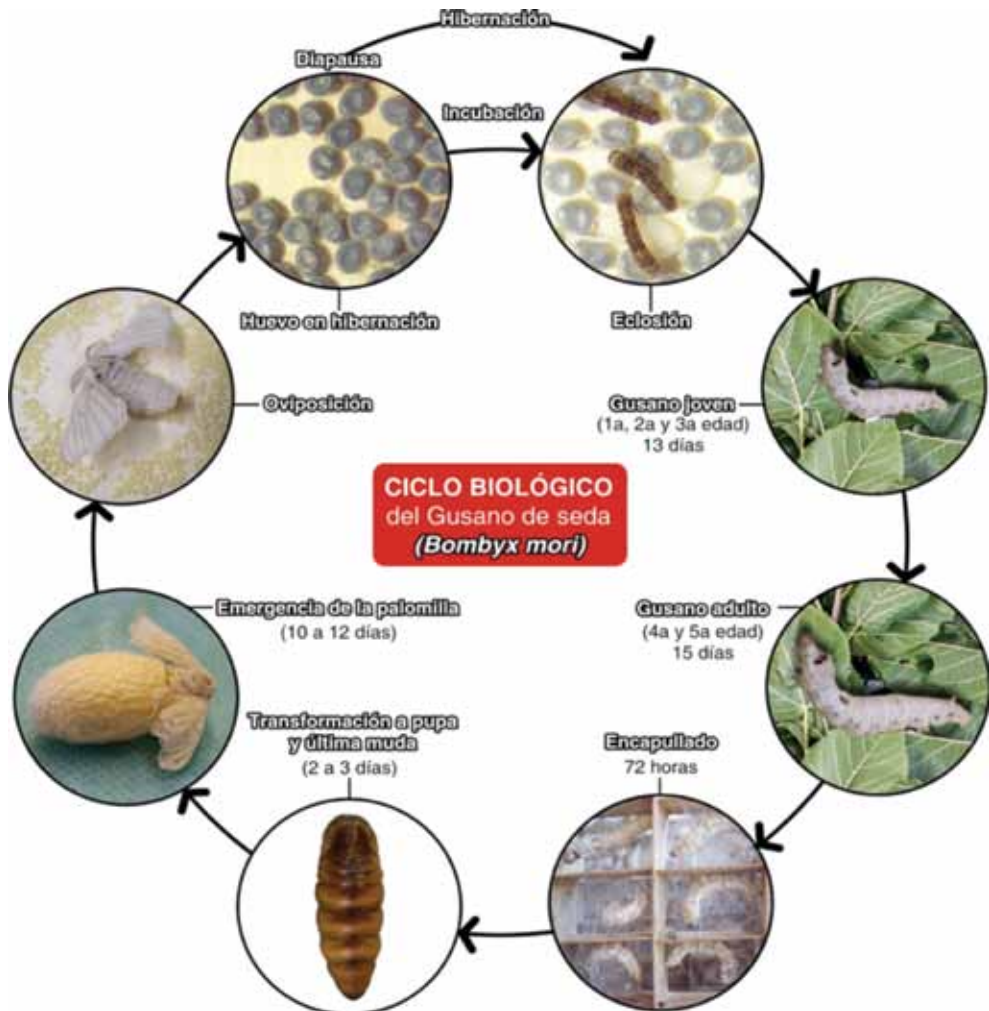 Hibernación
Diapausa
Incubación
Huevo en hibernación
Eclosión
Oviposición
Gusano joven
(1a, 2a y 3a edad)
13 días
CICLO BIOLÓGICO
del Gusano de seda
(Bombyx mori)
Emergencia de la palomilla
(10 a 12 días)
Gusano adulto
(4a y 5a edad)
15 días
Transformación a pupa
y última muda
(2 a 3 días)
Encapullado
72 horas